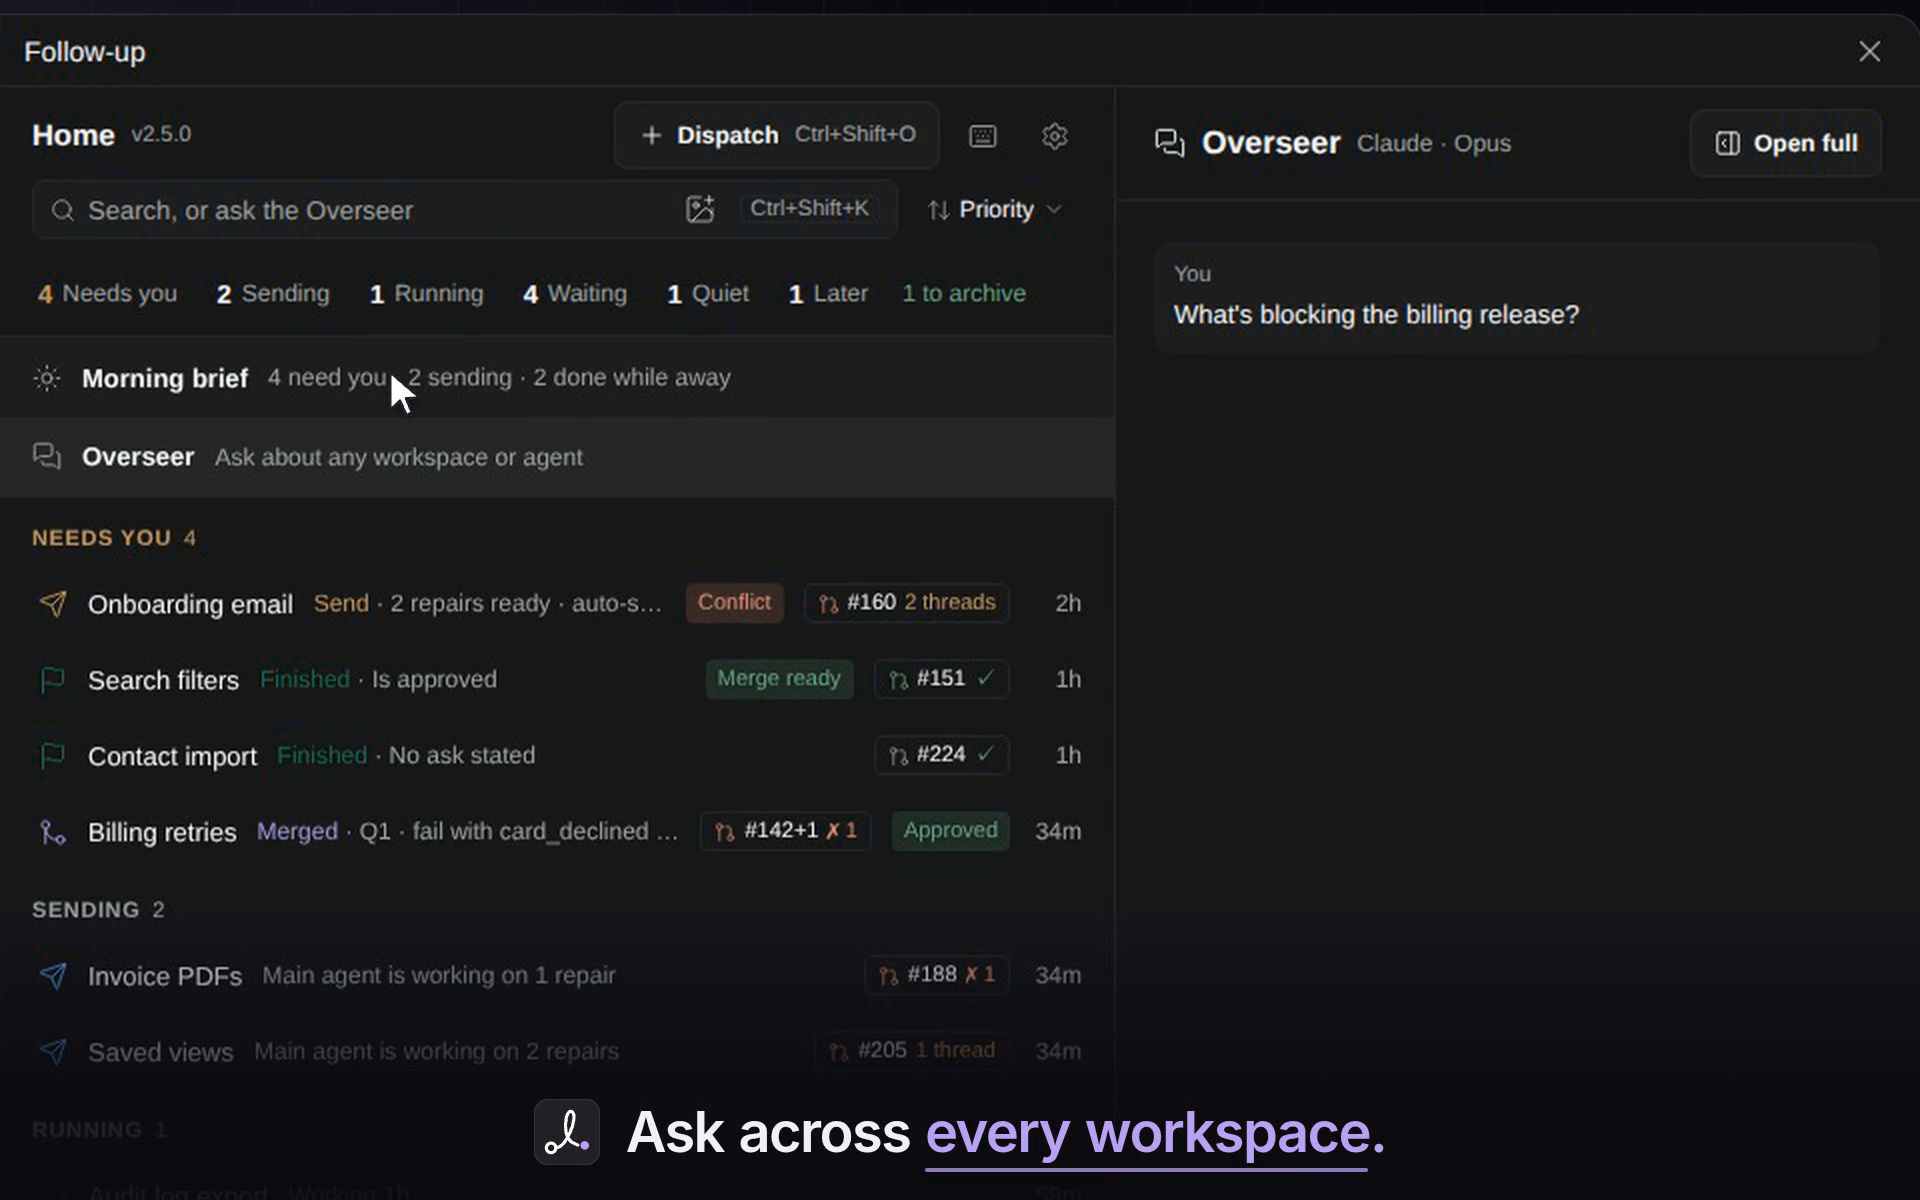 Follow-up
Home v2.5.0
Dispatch Ctrl+Shift+O
Search, or ask the Overseer Ctrl+Shift+K
Priority
4 Needs you 2 Sending 1 Running 4 Waiting 1 Quiet 1 Later 1 to archive
Morning brief 4 need you · 2 sending · 2 done while away
Overseer Ask about any workspace or agent
NEEDS YOU 4
Onboarding email Send · 2 repairs ready · auto-s… Conflict #160 2 threads 2h
Search filters Finished · Is approved Merge ready #151 ✓ 1h
Contact import Finished · No ask stated #224 ✓ 1h
Billing retries Merged · Q1 · fail with card_declined … #142+1 ✗ 1 Approved 34m
SENDING 2
Invoice PDFs Main agent is working on 1 repair #188 ✗ 1 34m
Saved views Main agent is working on 2 repairs #205 1 thread 34m
RUNNING 1
Audit log export Working 1h 59m
Overseer Claude · Opus Open full
You
What's blocking the billing release?
Ask across every workspace.